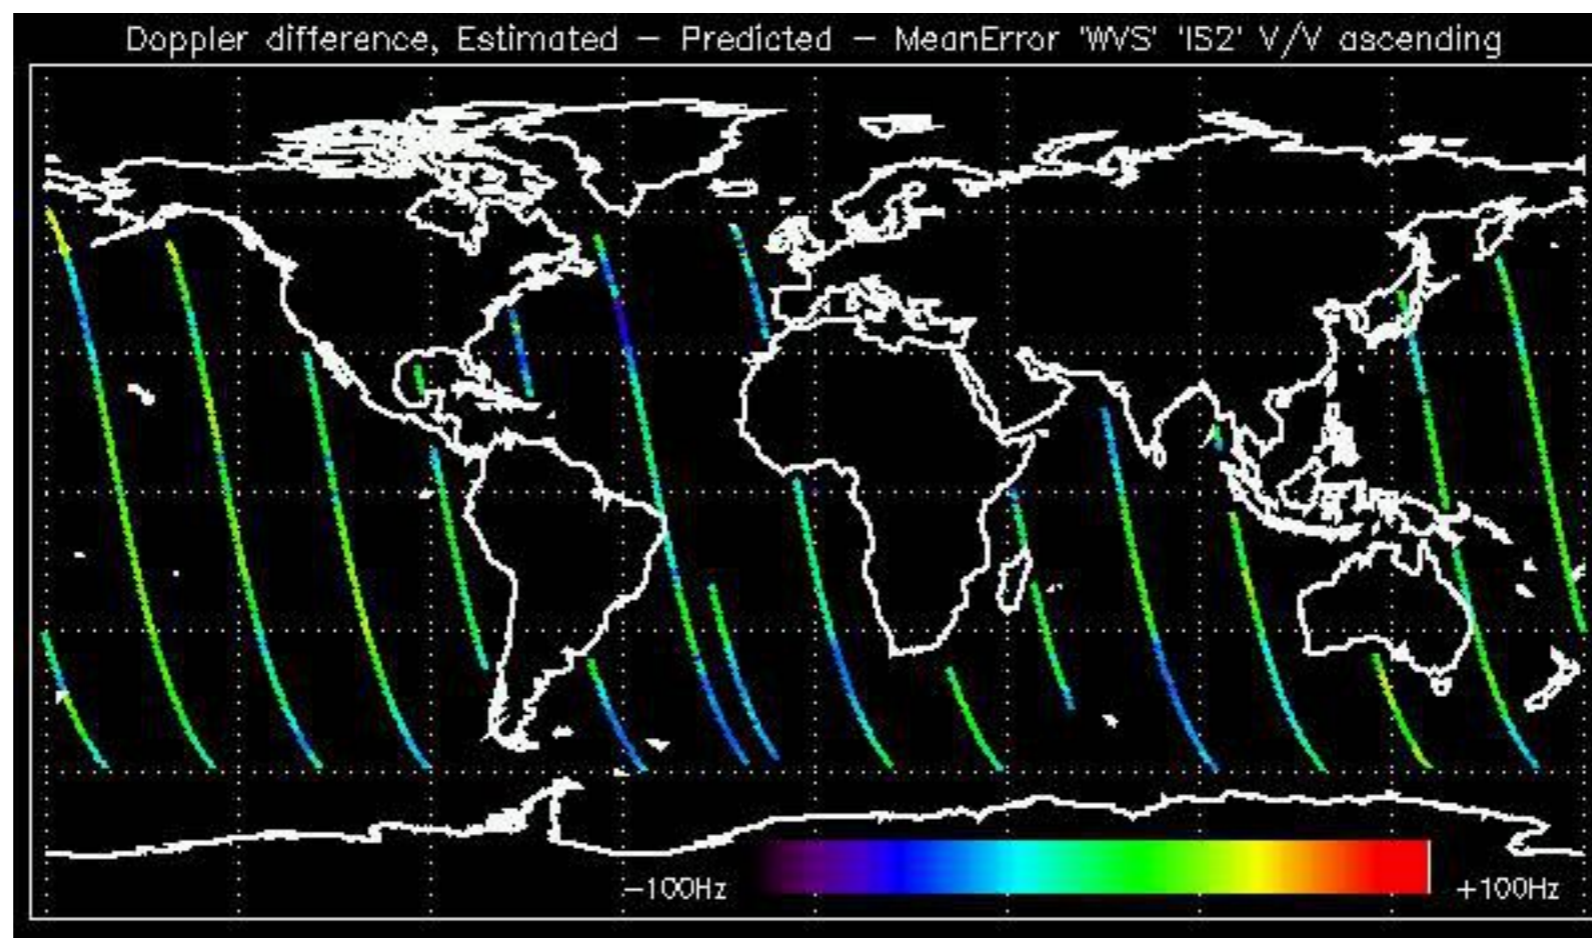 Doppler difference, Estimated – Predicted – MeanError 'WVS' 'IS2' V/V ascending
−100Hz
+100Hz